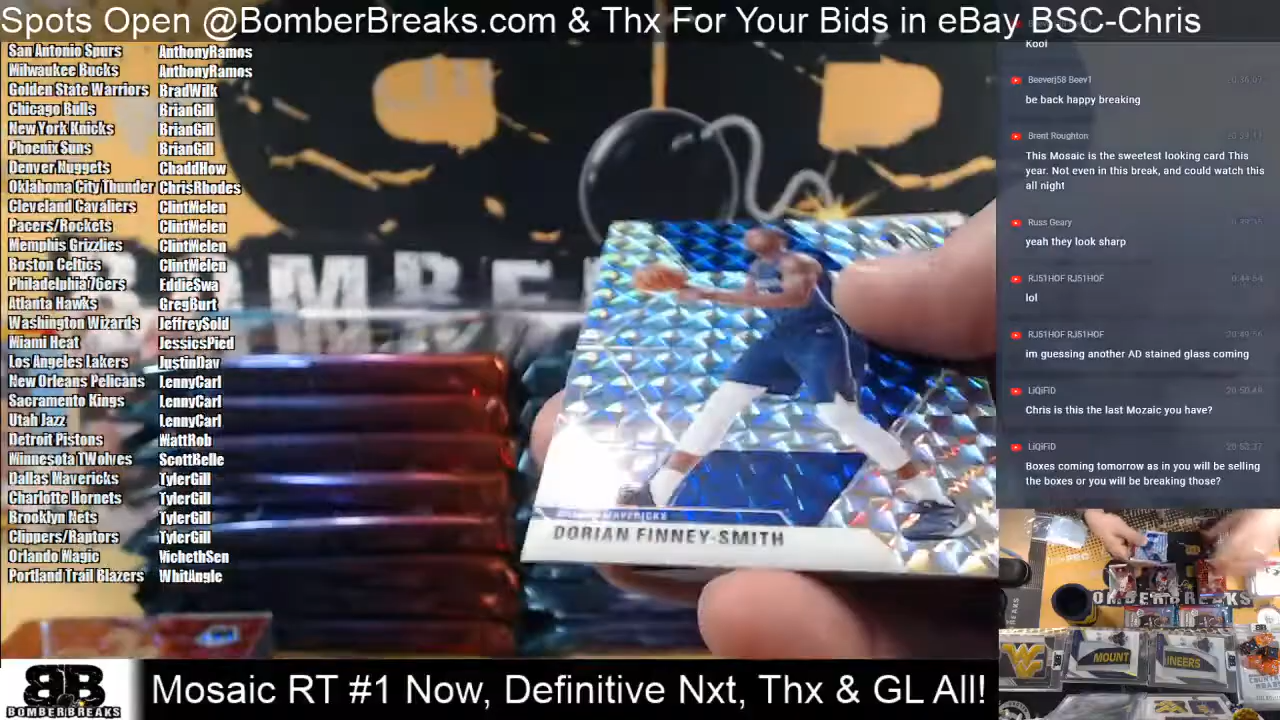 Spots Open @BomberBreaks.com & Thx For Your Bids in eBay BSC-Chris
San Antonio Spurs AnthonyRamos
Milwaukee Bucks AnthonyRamos
Golden State Warriors BradWilk
Chicago Bulls BrianGill
New York Knicks BrianGill
Phoenix Suns BrianGill
Denver Nuggets ChaddHow
Oklahoma City Thunder ChrisRhodes
Cleveland Cavaliers ClintMelen
Pacers/Rockets ClintMelen
Memphis Grizzlies ClintMelen
Boston Celtics ClintMelen
Philadelphia 76ers EddieSwa
Atlanta Hawks GregBurt
Washington Wizards JeffreySold
Miami Heat JessicsPied
Los Angeles Lakers JustinDav
New Orleans Pelicans LennyCarl
Sacramento Kings LennyCarl
Utah Jazz LennyCarl
Detroit Pistons MattRob
Minnesota TWolves ScottRelle
Dallas Mavericks TylerGill
Charlotte Hornets TylerGill
Brooklyn Nets TylerGill
Clippers/Raptors TylerGill
Orlando Magic VichethSen
Portland Trail Blazers WhitAngle
MAVERICKS
DORIAN FINNEY-SMITH
Kool
Beeverj58 Beev1
be back happy breaking
Brent Roughton
This Mosaic is the sweetest looking card This
year. Not even in this break, and could watch this
all night
Russ Geary
yeah they look sharp
RJ51HOF RJ51HOF
lol
RJ51HOF RJ51HOF
im guessing another AD stained glass coming
LiQiFiD
Chris is this the last Mozaic you have?
LiQiFiD
Boxes coming tomorrow as in you will be selling
the boxes or you will be breaking those?
OMBERBREAKS
MOUNT
INEERS
BB
BOMBERBREAKS
Mosaic RT #1 Now, Definitive Nxt, Thx & GL All!